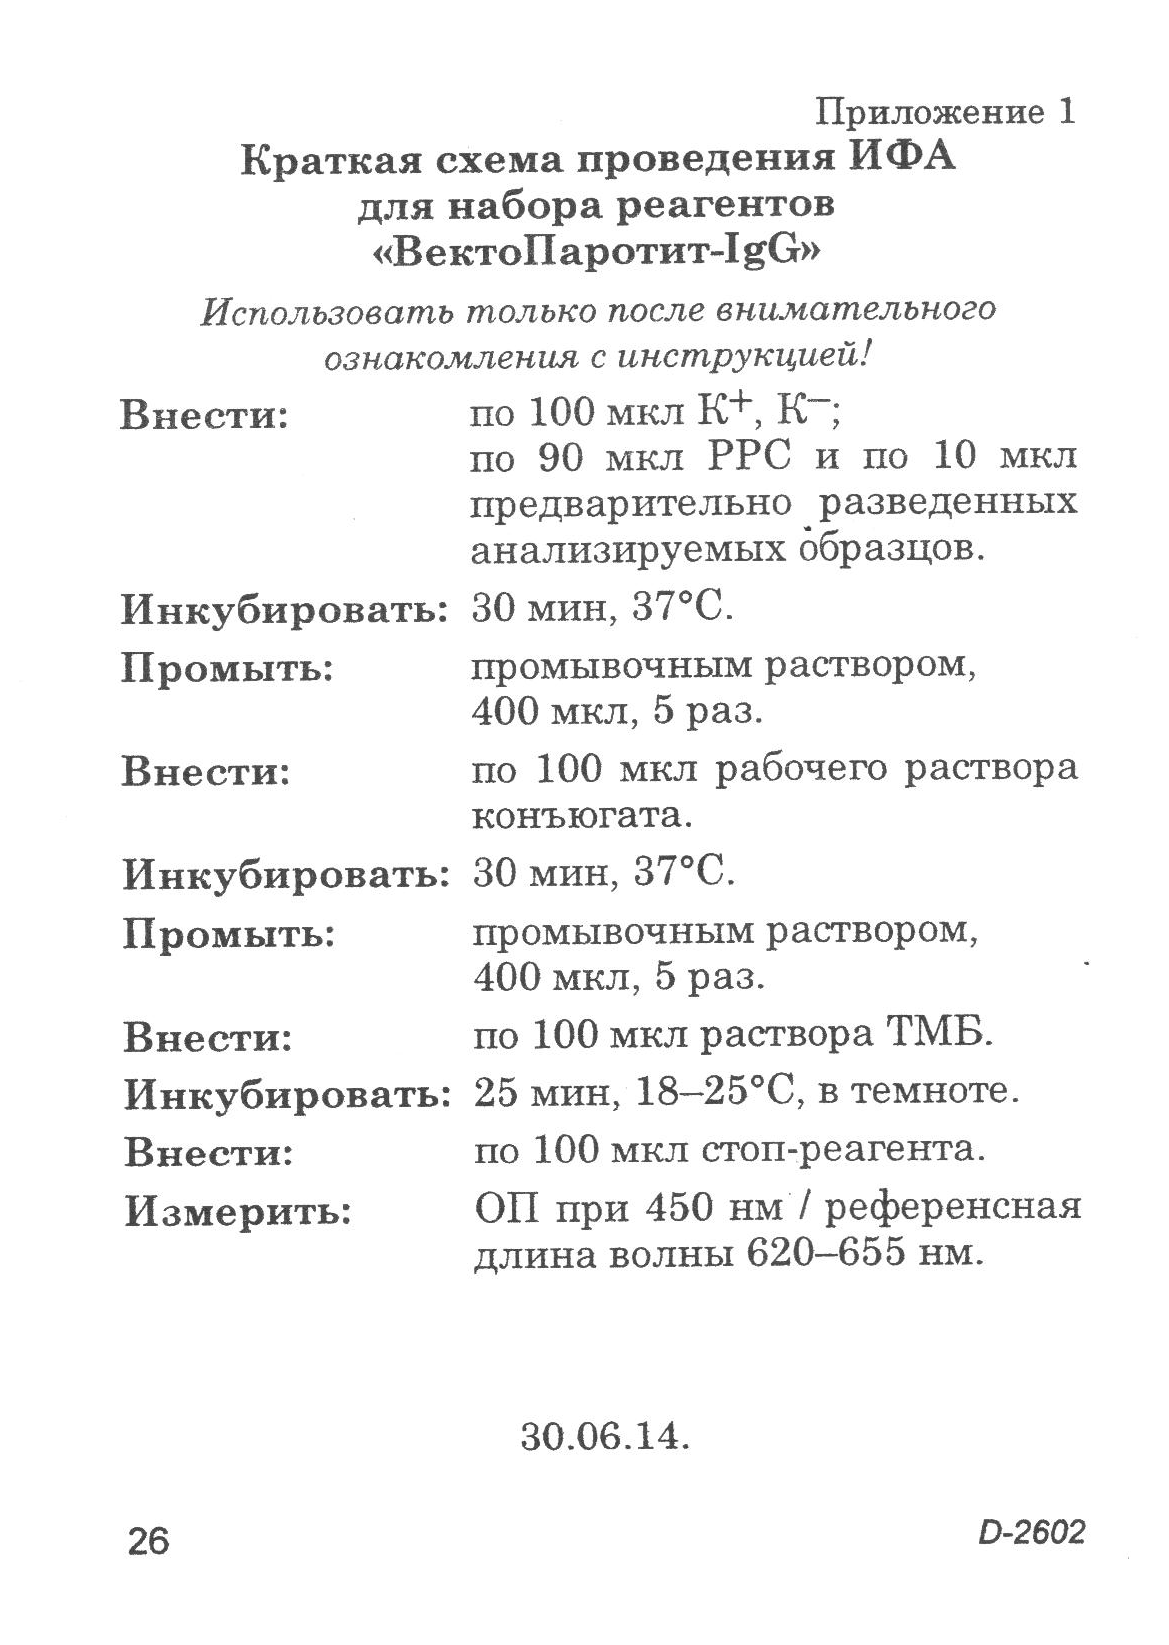 Приложение 1
Краткая схема проведения ИФА
для набора реагентов
«ВектоПаротит-IgG»
Использовать только после внимательного
ознакомления с инструкцией!
Внести: по 100 мкл К+, К–;
по 90 мкл РРС и по 10 мкл
предварительно разведенных
анализируемых образцов.
Инкубировать: 30 мин, 37°С.
Промыть: промывочным раствором,
400 мкл, 5 раз.
Внести: по 100 мкл рабочего раствора
конъюгата.
Инкубировать: 30 мин, 37°С.
Промыть: промывочным раствором,
400 мкл, 5 раз.
Внести: по 100 мкл раствора ТМБ.
Инкубировать: 25 мин, 18–25°С, в темноте.
Внести: по 100 мкл стоп-реагента.
Измерить: ОП при 450 нм / референсная
длина волны 620–655 нм.
30.06.14.
26 D-2602